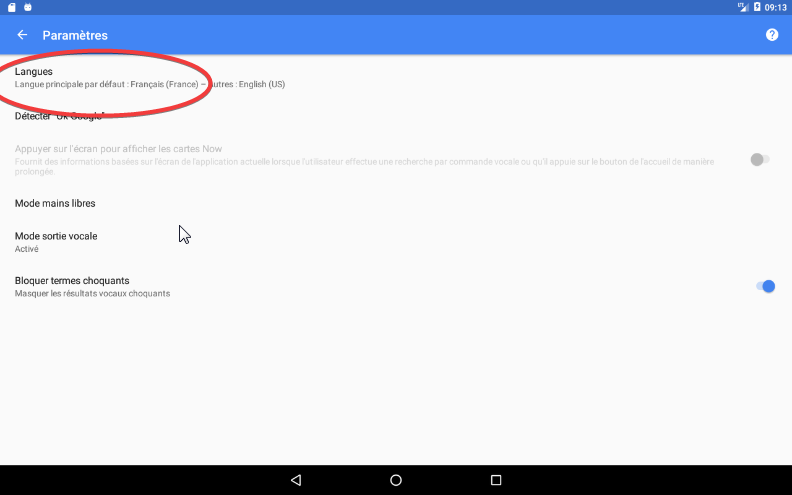 LTE 09:13
Paramètres
Langues
Langue principale par défaut : Français (France) – Autres : English (US)
Détecter "Ok Google"
Appuyer sur l'écran pour afficher les cartes Now
Fournit des informations basées sur l'écran de l'application actuelle lorsque l'utilisateur effectue une recherche par commande vocale ou qu'il appuie sur le bouton de l'accueil de manière
prolongée.
Mode mains libres
Mode sortie vocale
Activé
Bloquer termes choquants
Masquer les résultats vocaux choquants